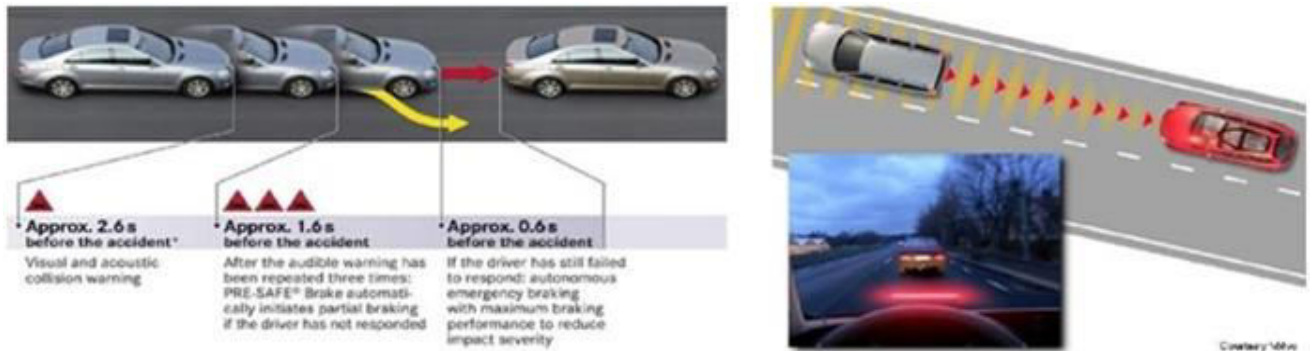 Approx. 2.6 s
before the accident*
Visual and acoustic
collision warning
Approx. 1.6 s
before the accident
After the audible warning has
been repeated three times:
PRE-SAFE® Brake automati-
cally initiates partial braking
if the driver has not responded
Approx. 0.6 s
before the accident
If the driver has still failed
to respond: autonomous
emergency braking
with maximum braking
performance to reduce
impact severity
Courtesy Volvo